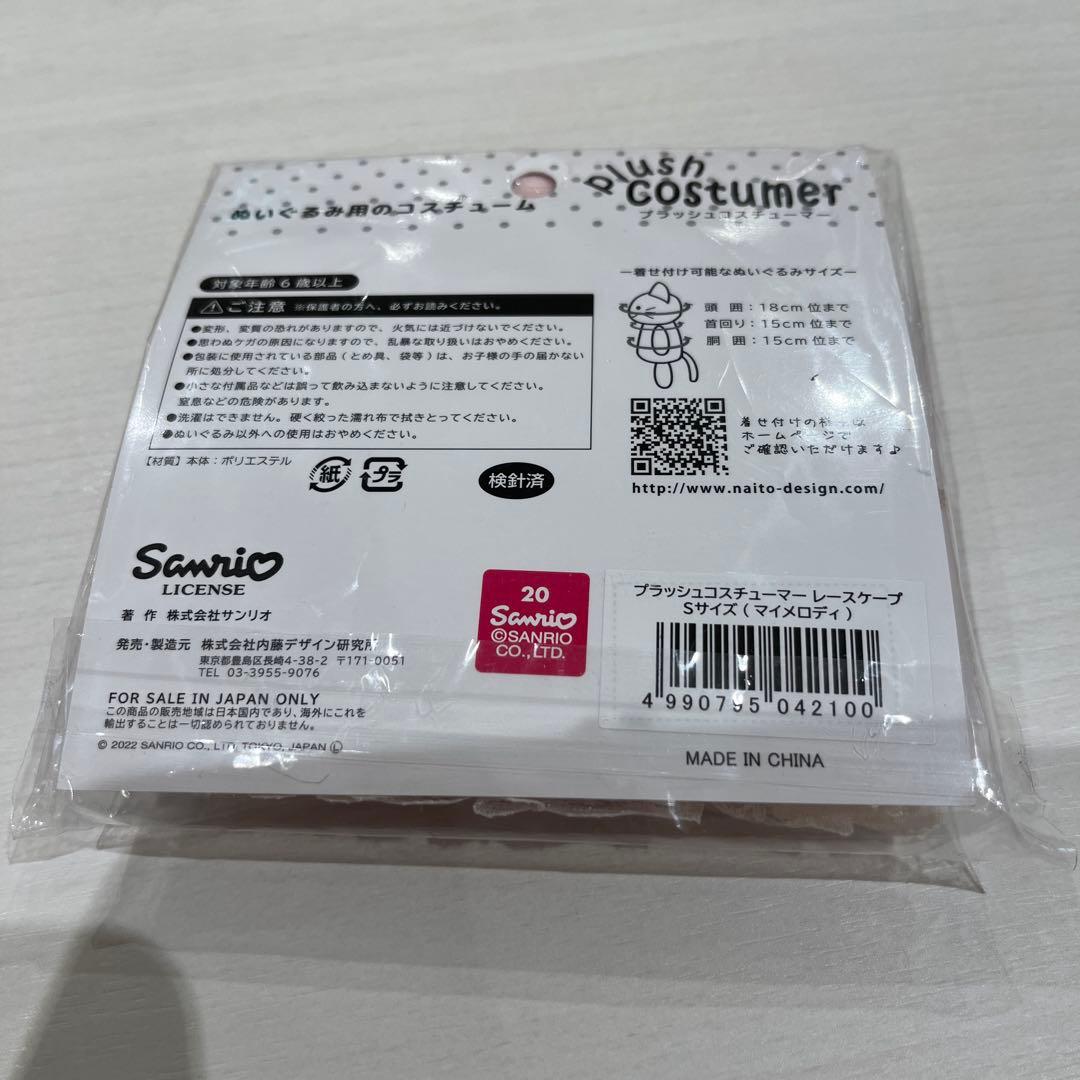 plush
costumer
プラッシュコスチューマー
ぬいぐるみ用のコスチューム
対象年齢6歳以上
ご注意 ※保護者の方へ、必ずお読みください。
●変形、変質の恐れがありますので、火気には近づけないでください。
●思わぬケガの原因になりますので、乱暴な取り扱いはおやめください。
●包装に使用されている部品(とめ具、袋等)は、お子様の手の届かない
所に処分してください。
●小さな付属品などは誤って飲み込まないように注意してください。
窒息などの危険があります。
●洗濯はできません。硬く絞った濡れ布で拭きとってください。
●ぬいぐるみ以外への使用はおやめください。
【材質】本体:ポリエステル
紙
プラ
検針済
ー着せ付け可能なぬいぐるみサイズー
頭 囲:18cm位まで
首回り:15cm位まで
胴 囲:15cm位まで
着せ付けの
ホームページで
ご確認いただけます♪
http://www.naito-design.com/
Sanrio
LICENSE
著 作 株式会社サンリオ
発売・製造元 株式会社内藤デザイン研究所
東京都豊島区長崎4-38-2 〒171-0051
TEL 03-3955-9076
FOR SALE IN JAPAN ONLY
この商品の販売地域は日本国内であり、海外にこれを
輸出することは一切認められておりません。
© 2022 SANRIO CO., LTD. TOKYO, JAPAN Ⓛ
20
Sanrio
©SANRIO
CO., LTD.
プラッシュコスチューマー レースケープ
Sサイズ(マイメロディ)
4 990795 042100
MADE IN CHINA